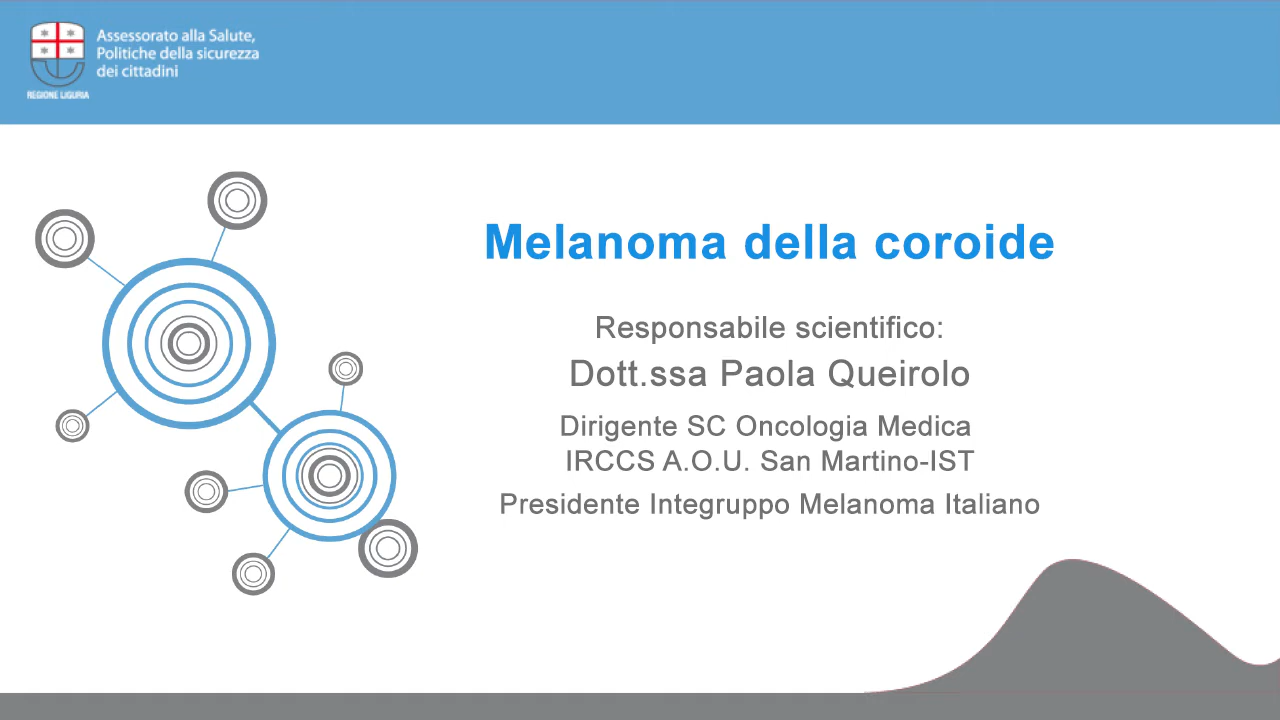 Assessorato alla Salute,
Politiche della sicurezza
dei cittadini
REGIONE LIGURIA
Melanoma della coroide
Responsabile scientifico:
Dott.ssa Paola Queirolo
Dirigente SC Oncologia Medica
IRCCS A.O.U. San Martino-IST
Presidente Integruppo Melanoma Italiano